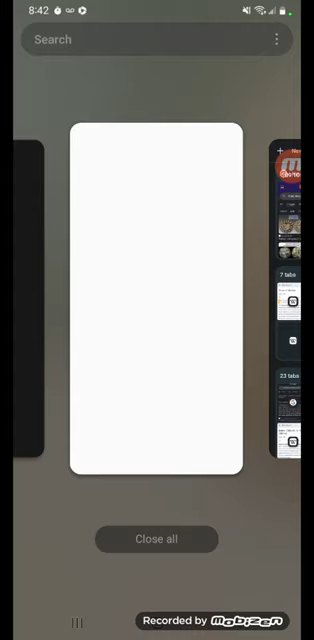 8:42
Search
7 tabs
23 tabs
Close all
Recorded by mobizen